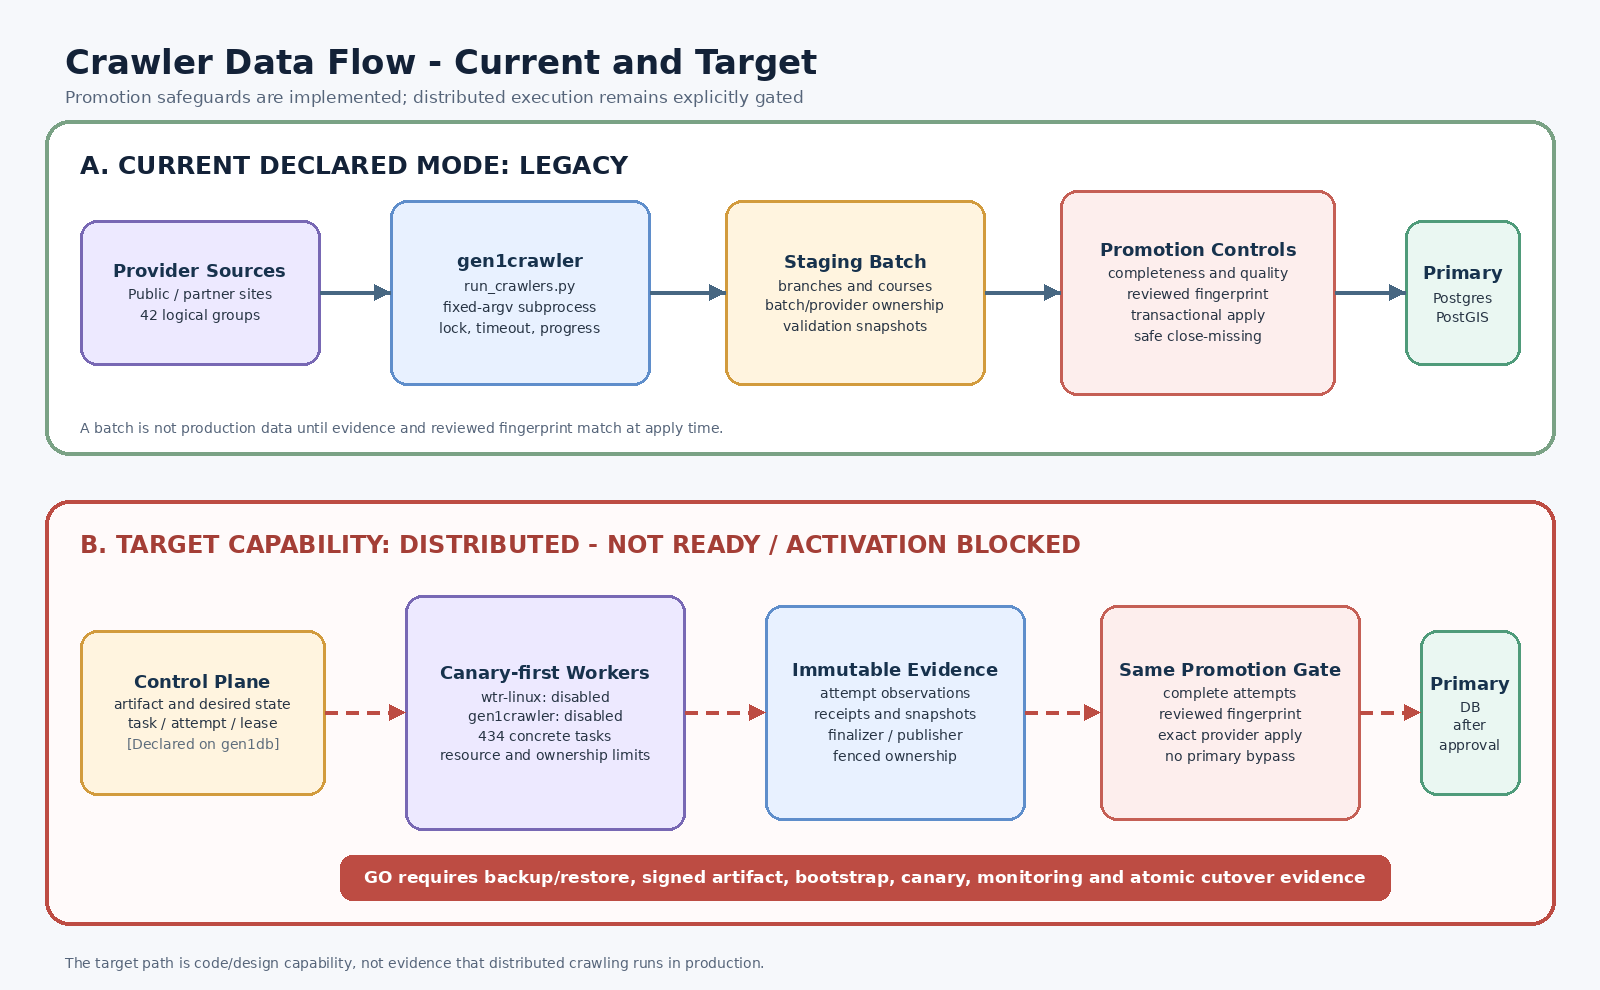 Crawler Data Flow - Current and Target
Promotion safeguards are implemented; distributed execution remains explicitly gated
A. CURRENT DECLARED MODE: LEGACY
Provider Sources
Public / partner sites
42 logical groups
gen1crawler
run_crawlers.py
fixed-argv subprocess
lock, timeout, progress
Staging Batch
branches and courses
batch/provider ownership
validation snapshots
Promotion Controls
completeness and quality
reviewed fingerprint
transactional apply
safe close-missing
Primary
Postgres
PostGIS
A batch is not production data until evidence and reviewed fingerprint match at apply time.
B. TARGET CAPABILITY: DISTRIBUTED - NOT READY / ACTIVATION BLOCKED
Control Plane
artifact and desired state
task / attempt / lease
[Declared on gen1db]
Canary-first Workers
wtr-linux: disabled
gen1crawler: disabled
434 concrete tasks
resource and ownership limits
Immutable Evidence
attempt observations
receipts and snapshots
finalizer / publisher
fenced ownership
Same Promotion Gate
complete attempts
reviewed fingerprint
exact provider apply
no primary bypass
Primary
DB
after
approval
GO requires backup/restore, signed artifact, bootstrap, canary, monitoring and atomic cutover evidence
The target path is code/design capability, not evidence that distributed crawling runs in production.